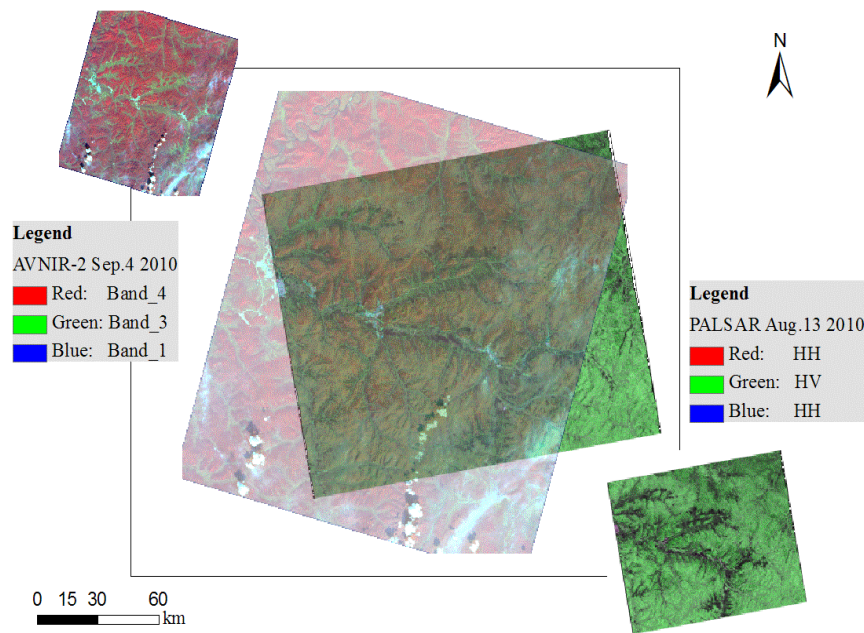 N
Legend
AVNIR-2 Sep.4 2010
Red: Band_4
Green: Band_3
Blue: Band_1
Legend
PALSAR Aug.13 2010
Red: HH
Green: HV
Blue: HH
0 15 30 60
km